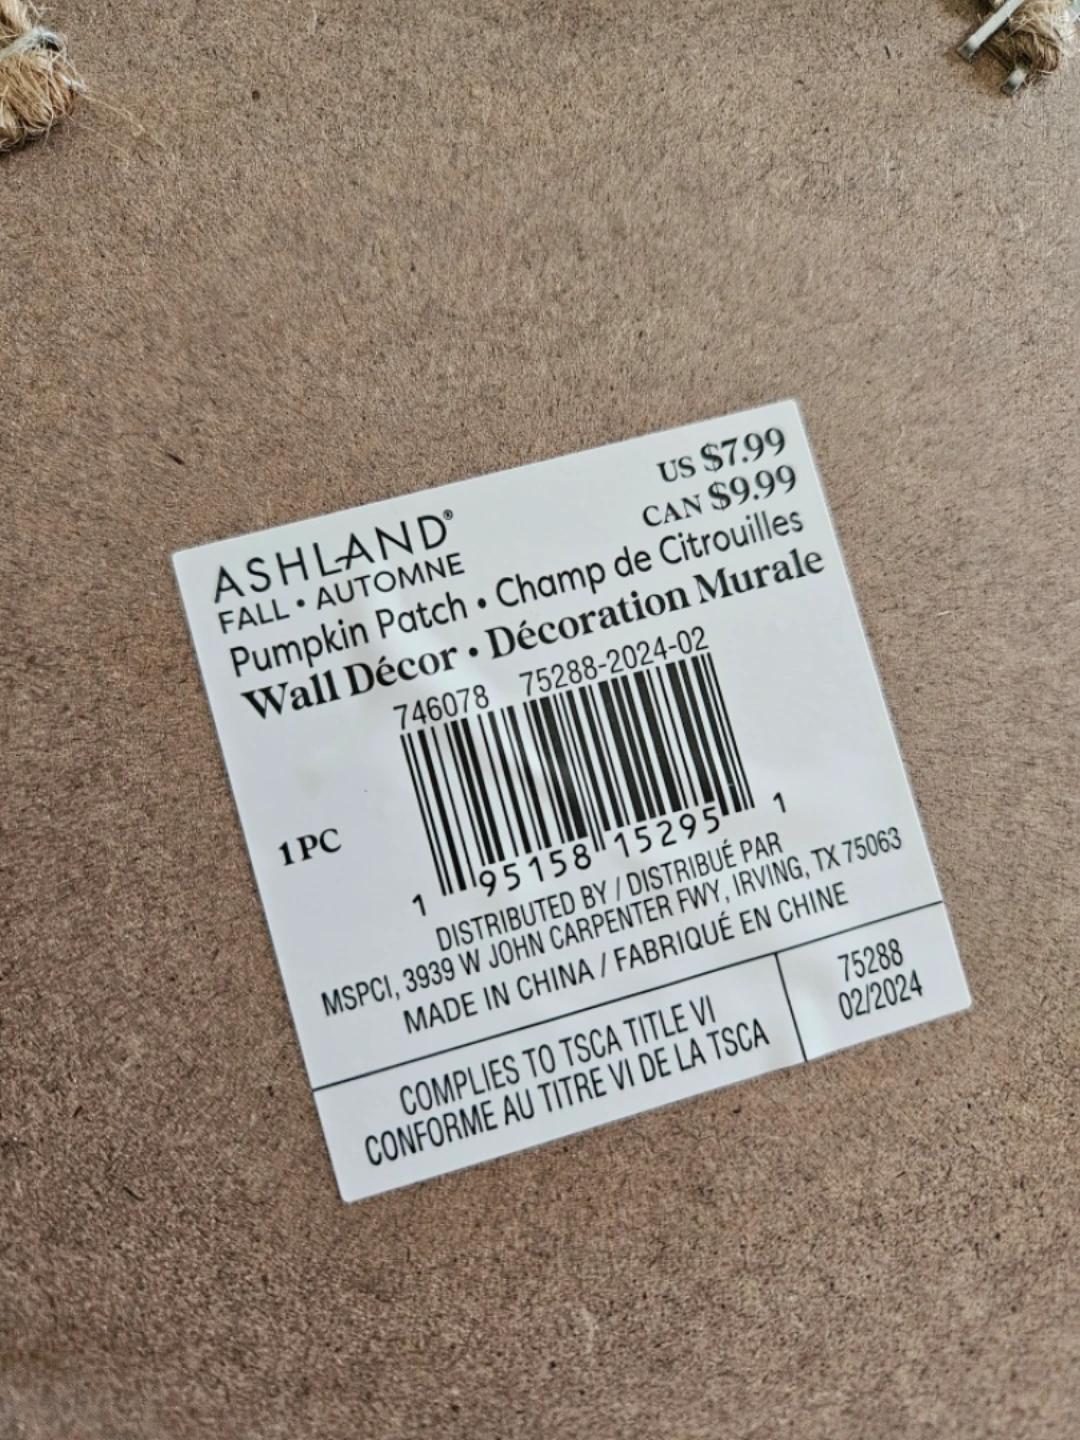 US $7.99
CAN $9.99
ASHLAND®
FALL • AUTOMNE
Pumpkin Patch • Champ de Citrouilles
Wall Décor • Décoration Murale
746078 75288-2024-02
1 PC
1 95158 15295 1
DISTRIBUTED BY / DISTRIBUÉ PAR
MSPCI, 3939 W JOHN CARPENTER FWY, IRVING, TX 75063
MADE IN CHINA / FABRIQUÉ EN CHINE
COMPLIES TO TSCA TITLE VI
CONFORME AU TITRE VI DE LA TSCA
75288
02/2024